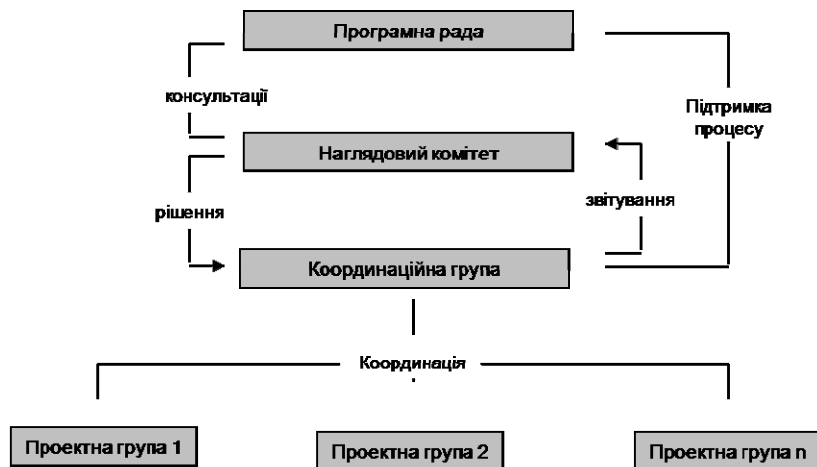 Програмна рада
консультації
Підтримка
процесу
Наглядовий комітет
рішення
звітування
Координаційна група
Координація
Проектна група 1
Проектна група 2
Проектна група n